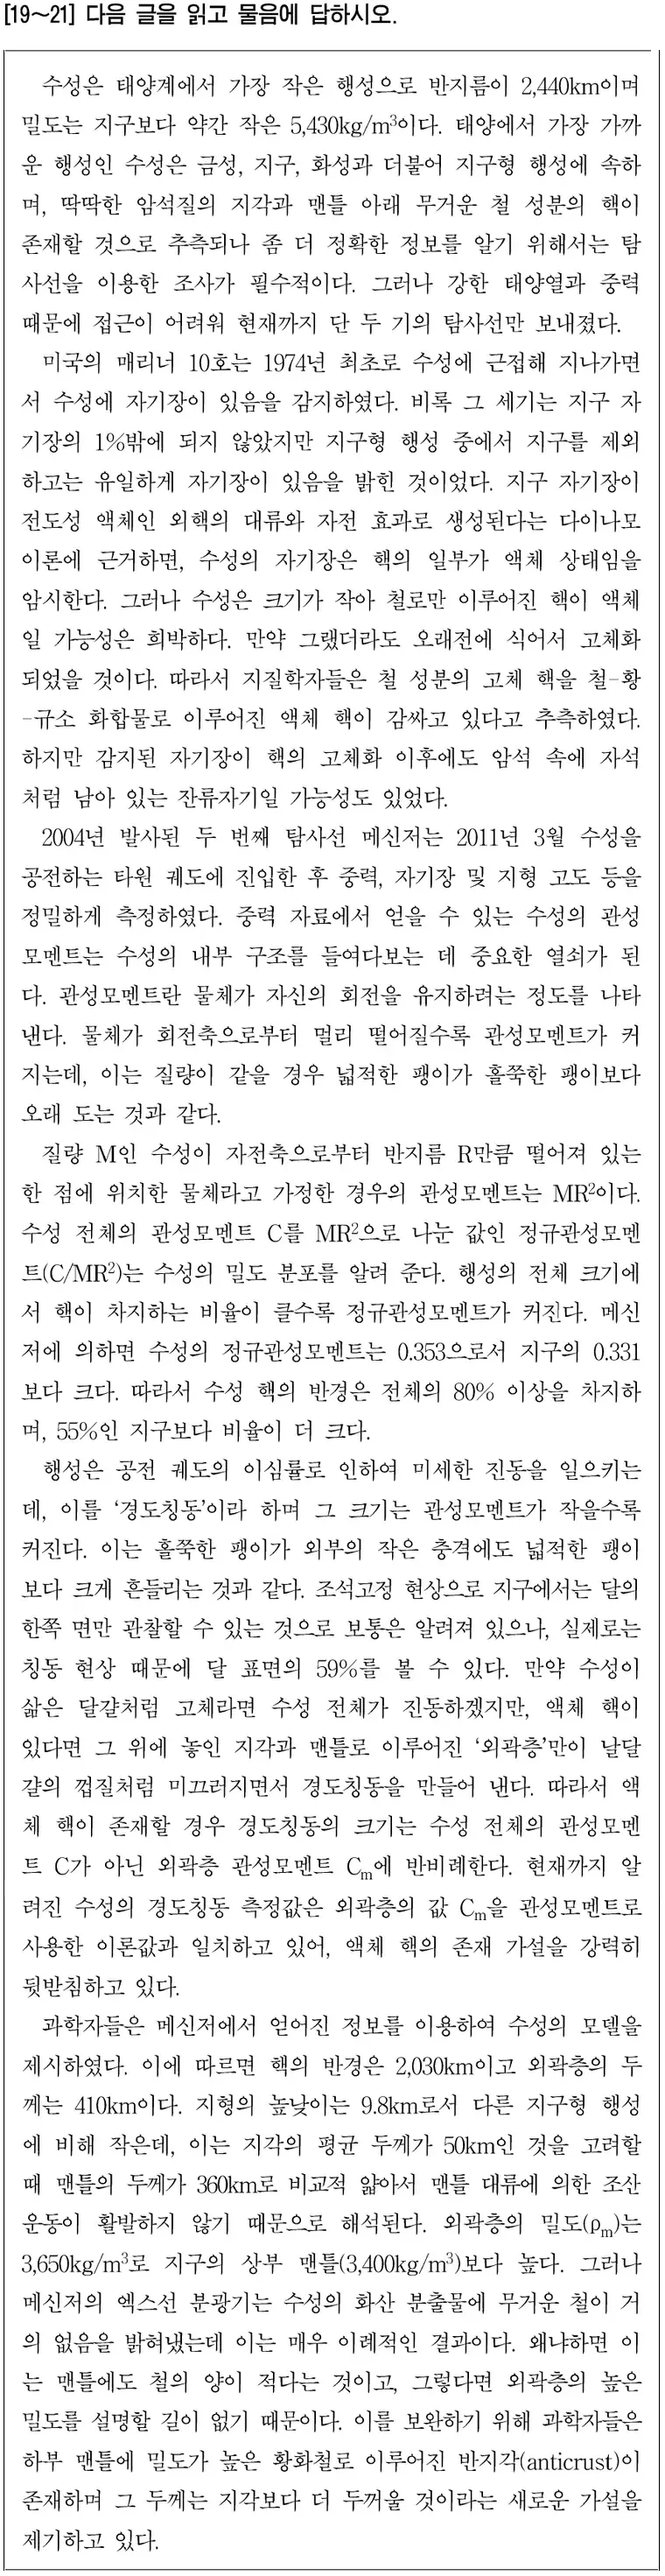 [19～21] 다음 글을 읽고 물음에 답하시오.
수성은 태양계에서 가장 작은 행성으로 반지름이 2,440km이며
밀도는 지구보다 약간 작은 5,430kg/m³이다. 태양에서 가장 가까
운 행성인 수성은 금성, 지구, 화성과 더불어 지구형 행성에 속하
며, 딱딱한 암석질의 지각과 맨틀 아래 무거운 철 성분의 핵이
존재할 것으로 추측되나 좀 더 정확한 정보를 알기 위해서는 탐
사선을 이용한 조사가 필수적이다. 그러나 강한 태양열과 중력
때문에 접근이 어려워 현재까지 단 두 기의 탐사선만 보내졌다.
미국의 매리너 10호는 1974년 최초로 수성에 근접해 지나가면
서 수성에 자기장이 있음을 감지하였다. 비록 그 세기는 지구 자
기장의 1%밖에 되지 않았지만 지구형 행성 중에서 지구를 제외
하고는 유일하게 자기장이 있음을 밝힌 것이었다. 지구 자기장이
전도성 액체인 외핵의 대류와 자전 효과로 생성된다는 다이나모
이론에 근거하면, 수성의 자기장은 핵의 일부가 액체 상태임을
암시한다. 그러나 수성은 크기가 작아 철로만 이루어진 핵이 액체
일 가능성은 희박하다. 만약 그랬더라도 오래전에 식어서 고체화
되었을 것이다. 따라서 지질학자들은 철 성분의 고체 핵을 철-황
-규소 화합물로 이루어진 액체 핵이 감싸고 있다고 추측하였다.
하지만 감지된 자기장이 핵의 고체화 이후에도 암석 속에 자석
처럼 남아 있는 잔류자기일 가능성도 있었다.
2004년 발사된 두 번째 탐사선 메신저는 2011년 3월 수성을
공전하는 타원 궤도에 진입한 후 중력, 자기장 및 지형 고도 등을
정밀하게 측정하였다. 중력 자료에서 얻을 수 있는 수성의 관성
모멘트는 수성의 내부 구조를 들여다보는 데 중요한 열쇠가 된
다. 관성모멘트란 물체가 자신의 회전을 유지하려는 정도를 나타
낸다. 물체가 회전축으로부터 멀리 떨어질수록 관성모멘트가 커
지는데, 이는 질량이 같을 경우 넓적한 팽이가 홀쭉한 팽이보다
오래 도는 것과 같다.
질량 M인 수성이 자전축으로부터 반지름 R만큼 떨어져 있는
한 점에 위치한 물체라고 가정한 경우의 관성모멘트는 MR²이다.
수성 전체의 관성모멘트 C를 MR²으로 나눈 값인 정규관성모멘
트(C/MR²)는 수성의 밀도 분포를 알려 준다. 행성의 전체 크기에
서 핵이 차지하는 비율이 클수록 정규관성모멘트가 커진다. 메신
저에 의하면 수성의 정규관성모멘트는 0.353으로서 지구의 0.331
보다 크다. 따라서 수성 핵의 반경은 전체의 80% 이상을 차지하
며, 55%인 지구보다 비율이 더 크다.
행성은 공전 궤도의 이심률로 인하여 미세한 진동을 일으키는
데, 이를 ‘경도칭동’이라 하며 그 크기는 관성모멘트가 작을수록
커진다. 이는 홀쭉한 팽이가 외부의 작은 충격에도 넓적한 팽이
보다 크게 흔들리는 것과 같다. 조석고정 현상으로 지구에서는 달의
한쪽 면만 관찰할 수 있는 것으로 보통은 알려져 있으나, 실제로는
칭동 현상 때문에 달 표면의 59%를 볼 수 있다. 만약 수성이
삶은 달걀처럼 고체라면 수성 전체가 진동하겠지만, 액체 핵이
있다면 그 위에 놓인 지각과 맨틀로 이루어진 ‘외곽층’만이 날달
걀의 껍질처럼 미끄러지면서 경도칭동을 만들어 낸다. 따라서 액
체 핵이 존재할 경우 경도칭동의 크기는 수성 전체의 관성모멘
트 C가 아닌 외곽층 관성모멘트 Cₘ에 반비례한다. 현재까지 알
려진 수성의 경도칭동 측정값은 외곽층의 값 Cₘ을 관성모멘트로
사용한 이론값과 일치하고 있어, 액체 핵의 존재 가설을 강력히
뒷받침하고 있다.
과학자들은 메신저에서 얻어진 정보를 이용하여 수성의 모델을
제시하였다. 이에 따르면 핵의 반경은 2,030km이고 외곽층의 두
께는 410km이다. 지형의 높낮이는 9.8km로서 다른 지구형 행성
에 비해 작은데, 이는 지각의 평균 두께가 50km인 것을 고려할
때 맨틀의 두께가 360km로 비교적 얇아서 맨틀 대류에 의한 조산
운동이 활발하지 않기 때문으로 해석된다. 외곽층의 밀도(ρₘ)는
3,650kg/m³로 지구의 상부 맨틀(3,400kg/m³)보다 높다. 그러나
메신저의 엑스선 분광기는 수성의 화산 분출물에 무거운 철이 거
의 없음을 밝혀냈는데 이는 매우 이례적인 결과이다. 왜냐하면 이
는 맨틀에도 철의 양이 적다는 것이고, 그렇다면 외곽층의 높은
밀도를 설명할 길이 없기 때문이다. 이를 보완하기 위해 과학자들은
하부 맨틀에 밀도가 높은 황화철로 이루어진 반지각(anticrust)이
존재하며 그 두께는 지각보다 더 두꺼울 것이라는 새로운 가설을
제기하고 있다.